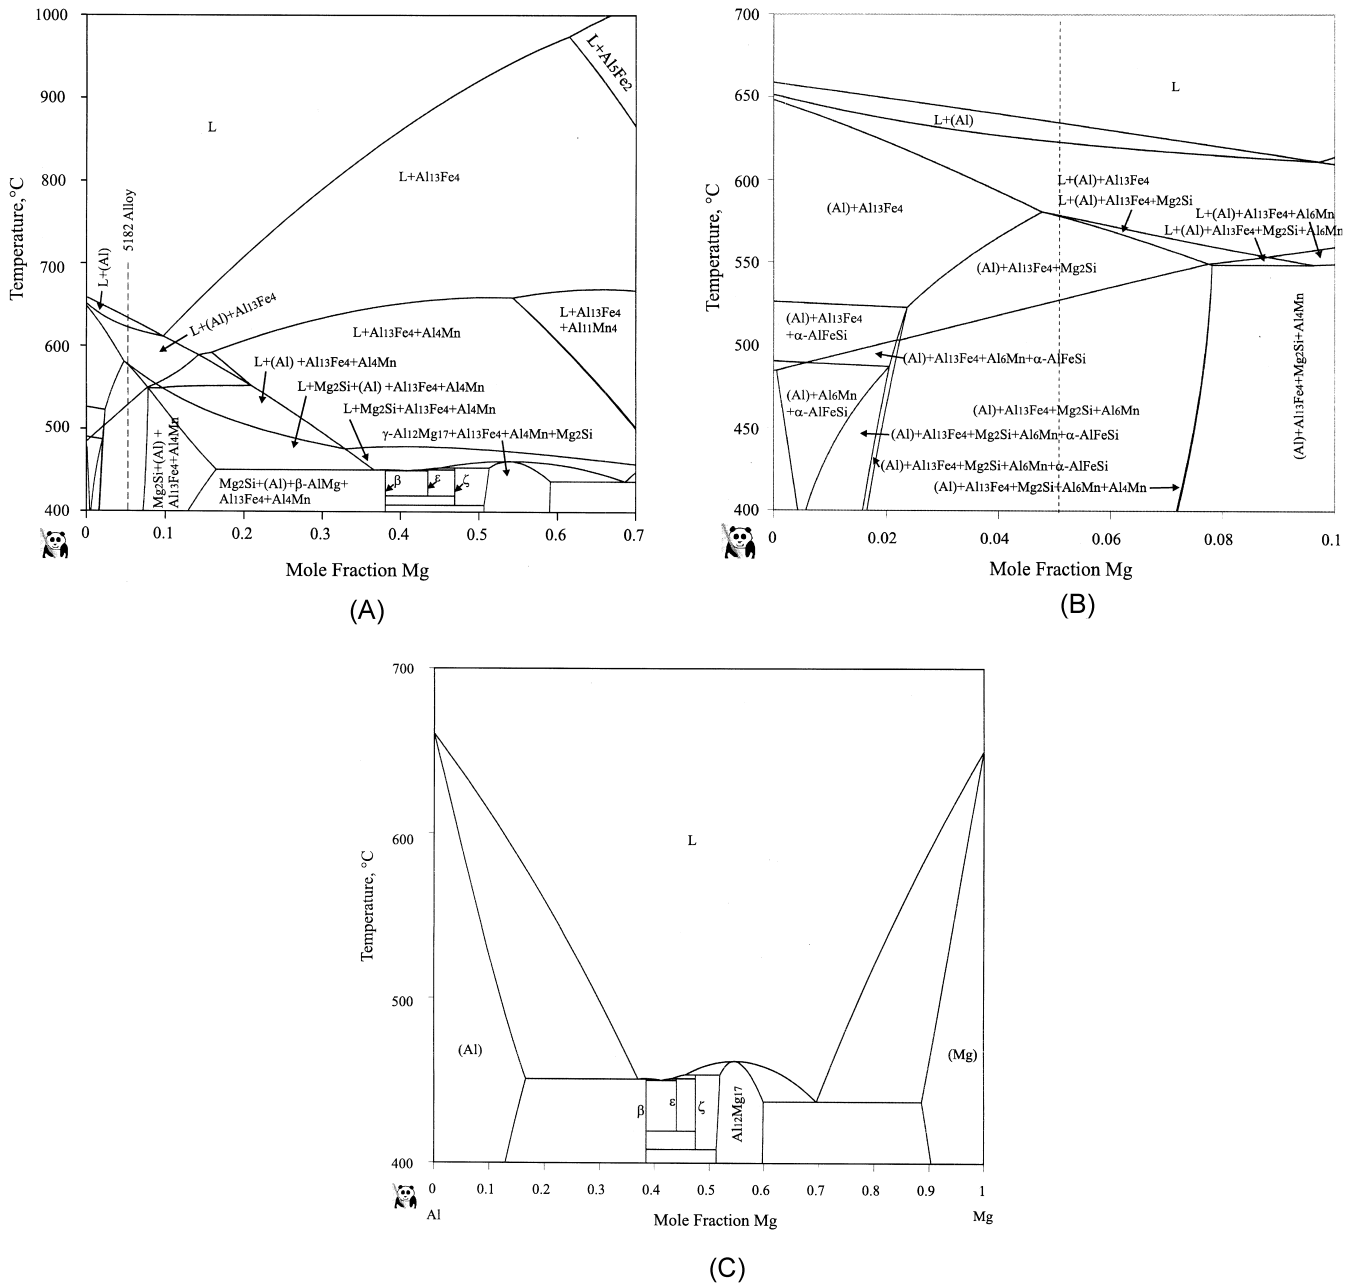 1000
900
800
700
600
500
400
Temperature,°C
L
L+Al5Fe2
L+Al13Fe4
5182 Alloy
L+(Al)
L+(Al)+Al13Fe4
L+Al13Fe4
+Al11Mn4
L+Al13Fe4+Al4Mn
L+(Al) +Al13Fe4+Al4Mn
L+Mg2Si+(Al) +Al13Fe4+Al4Mn
L+Mg2Si+Al13Fe4+Al4Mn
γ-Al12Mg17+Al13Fe4+Al4Mn+Mg2Si
Mg2Si+(Al) +
Al13Fe4+Al4Mn
Mg2Si+(Al)+β-AlMg+
Al13Fe4+Al4Mn
β
ε
ζ
0
0.1
0.2
0.3
0.4
0.5
0.6
0.7
Mole Fraction Mg
(A)
700
650
600
550
500
450
400
Temperature, °C
L
L+(Al)
L+(Al)+Al13Fe4
L+(Al)+Al13Fe4+Mg2Si
L+(Al)+Al13Fe4+Al6Mn
L+(Al)+Al13Fe4+Mg2Si+Al6Mn
(Al)+Al13Fe4
(Al)+Al13Fe4+Mg2Si
(Al)+Al13Fe4
+α-AlFeSi
(Al)+Al13Fe4+Al6Mn+α-AlFeSi
(Al)+Al6Mn
+α-AlFeSi
(Al)+Al13Fe4+Mg2Si+Al6Mn
(Al)+Al13Fe4+Mg2Si+Al6Mn+α-AlFeSi
(Al)+Al13Fe4+Mg2Si+Al6Mn+α-AlFeSi
(Al)+Al13Fe4+Mg2Si+Al6Mn+Al4Mn
(Al)+Al13Fe4+Mg2Si+Al4Mn
0
0.02
0.04
0.06
0.08
0.1
Mole Fraction Mg
(B)
700
600
500
400
Temperature, °C
L
(Al)
(Mg)
β
ε
ζ
Al12Mg17
0
0.1
0.2
0.3
0.4
0.5
0.6
0.7
0.8
0.9
1
Al
Mole Fraction Mg
Mg
(C)